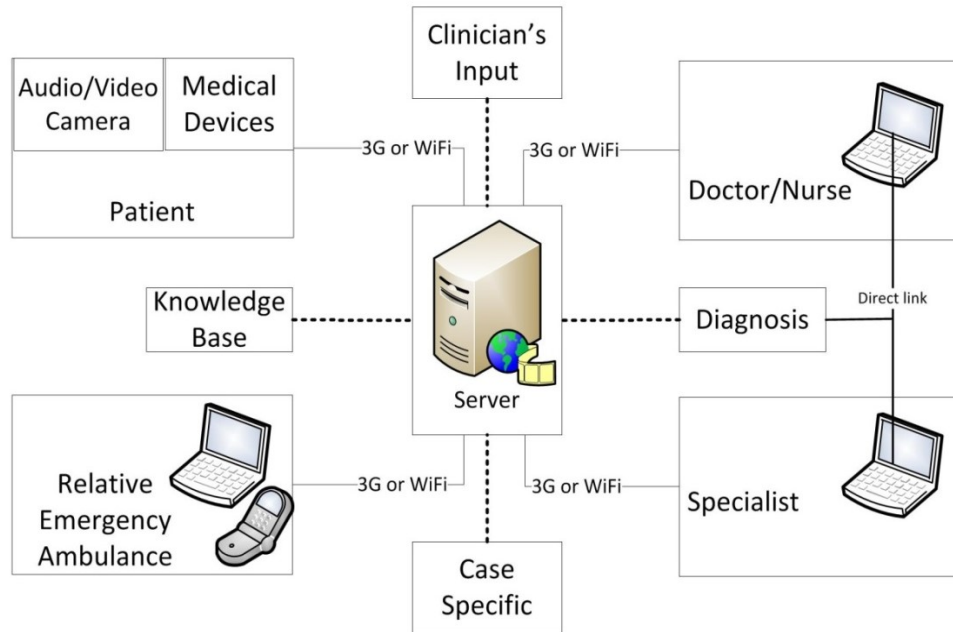 Clinician's
Input
Audio/Video
Camera
Medical
Devices
Patient
3G or WiFi
3G or WiFi
Doctor/Nurse
Knowledge
Base
Server
Diagnosis
Direct link
Relative
Emergency
Ambulance
3G or WiFi
3G or WiFi
Specialist
Case
Specific